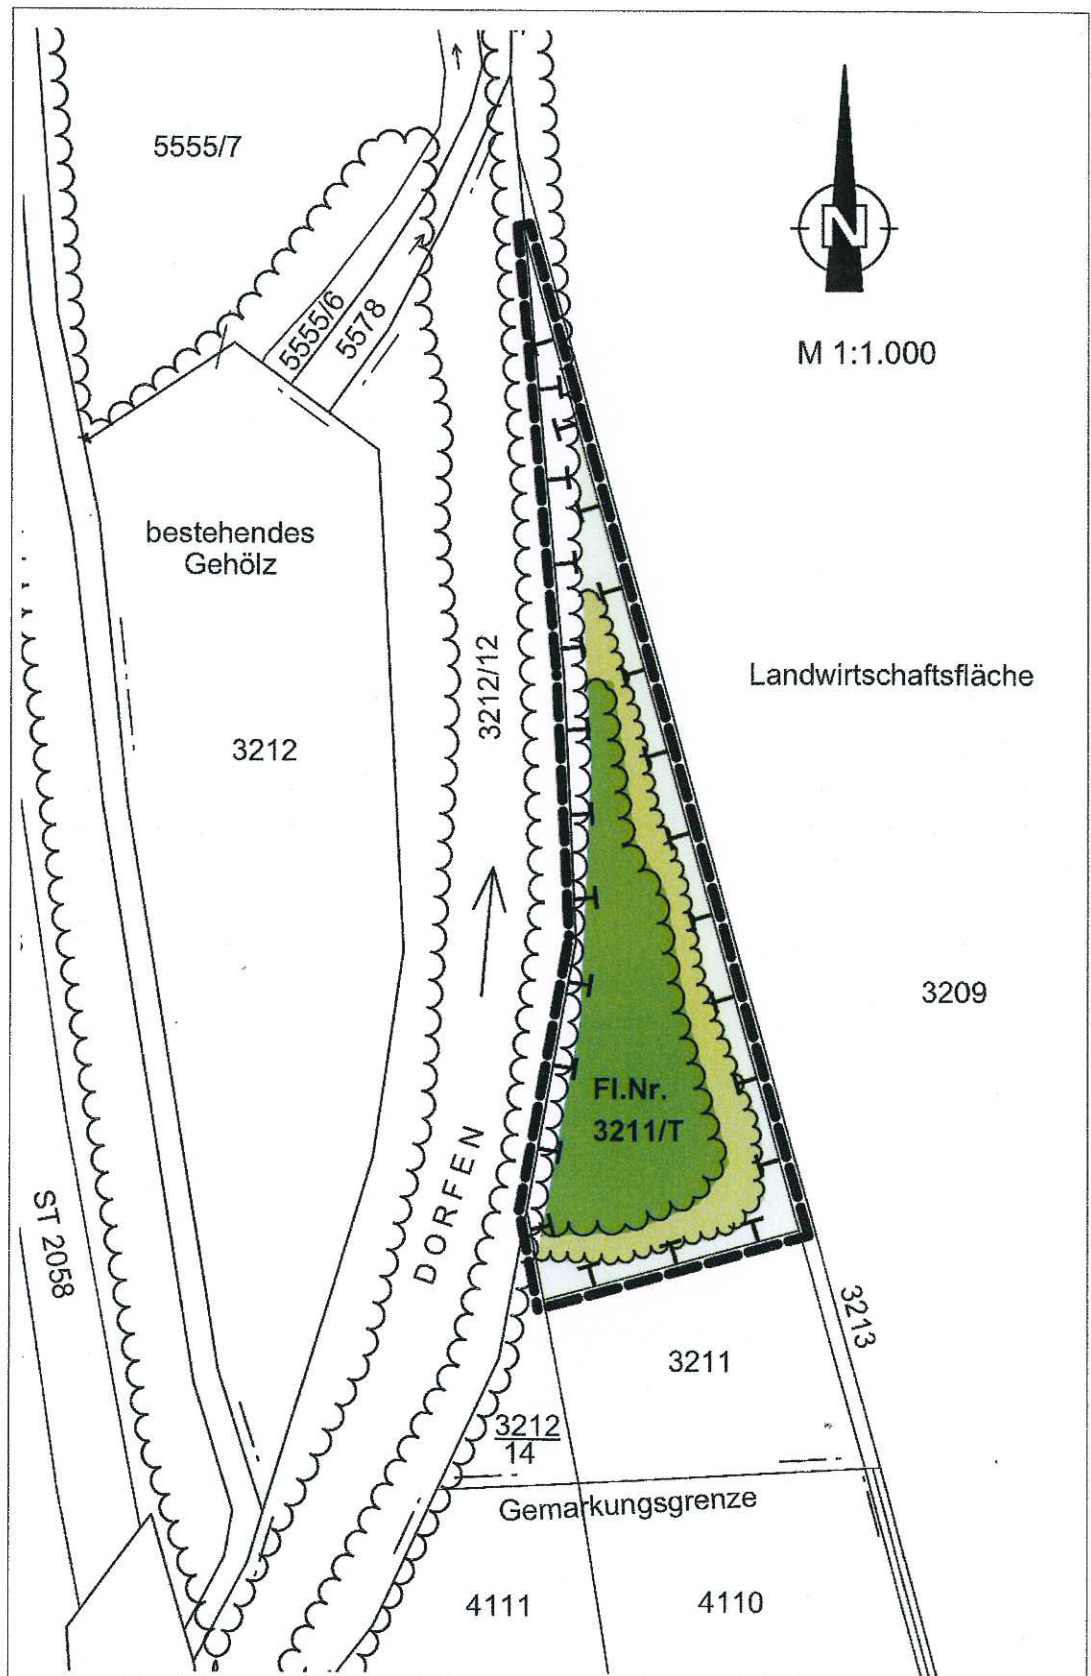 5555/7
N
M 1:1.000
5555/6
5578
bestehendes
Gehölz
3212/12
Landwirtschaftsfläche
3212
3209
Fl.Nr.
3211/T
DORFEN
ST 2058
3213
3211
3212
14
Gemarkungsgrenze
4111
4110